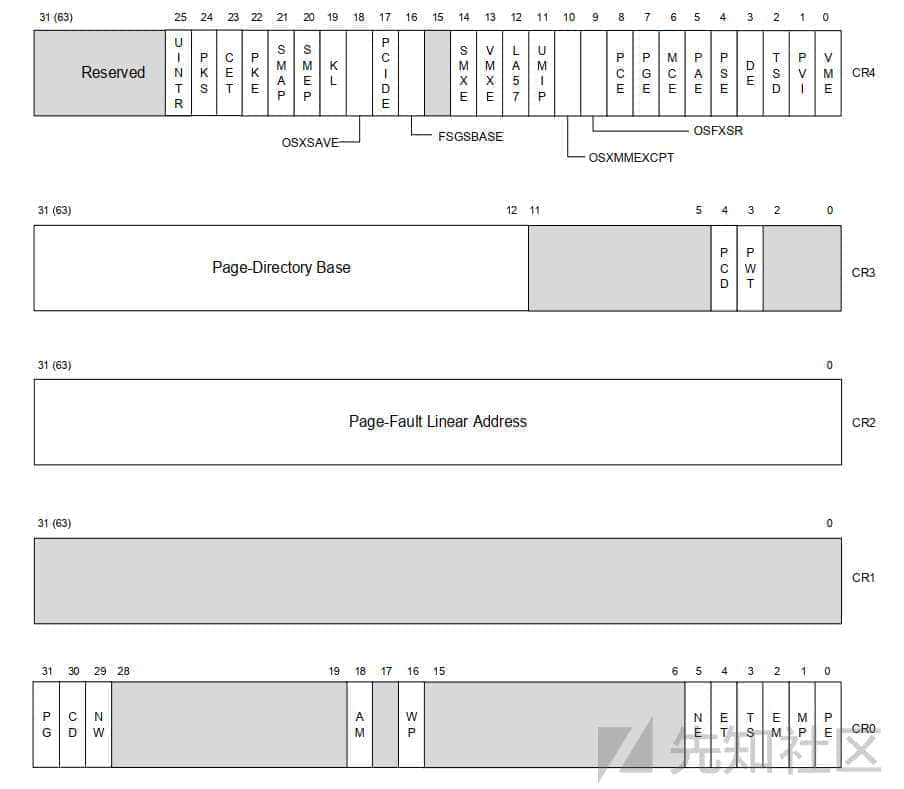 31 (63) 25 24 23 22 21 20 19 18 17 16 15 14 13 12 11 10 9 8 7 6 5 4 3 2 1 0
Reserved UINTR PKS CET PKE SMAP SMEP KL PCIDE SMXE VMXE LA57 UMIP PCE PGE MCE PAE PSE DE TSD PVI VME CR4
OSXSAVE FSGSBASE OSFXSR
OSXMMEXCPT
31 (63) 12 11 5 4 3 2 0
Page-Directory Base PCD PWT CR3
31 (63) 0
Page-Fault Linear Address CR2
31 (63) 0
CR1
31 30 29 28 19 18 17 16 15 6 5 4 3 2 1 0
PG CD NW AM WP NE ET TS EM MP PE CR0
先知社区